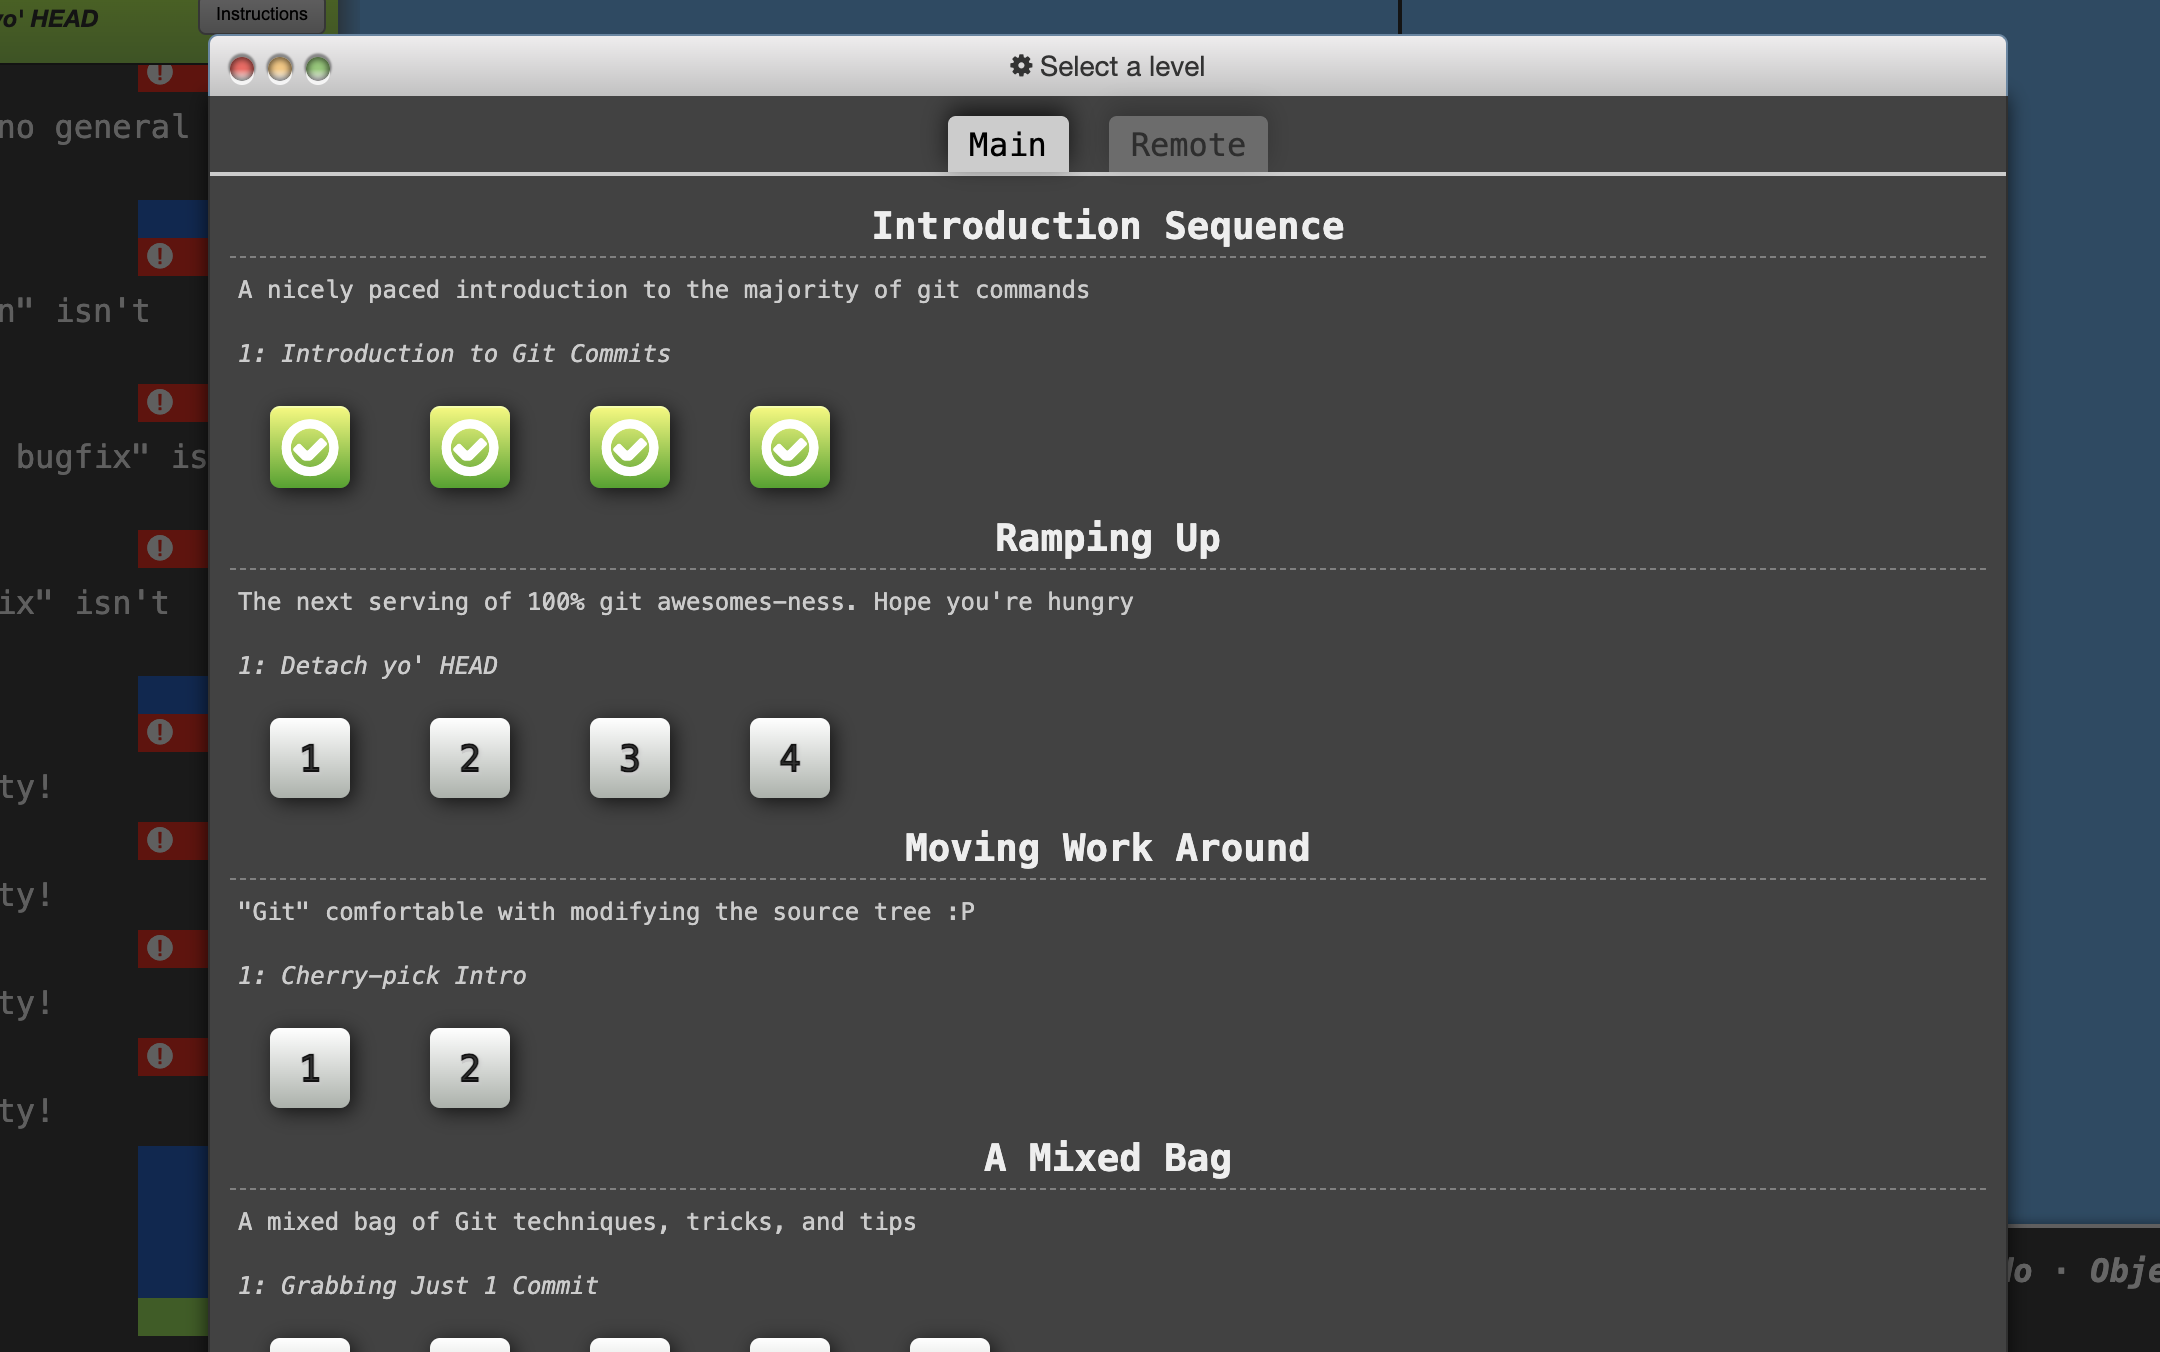 yo' HEAD
Instructions
Select a level
no general
n" isn't
bugfix" is
ix" isn't
ty!
ty!
ty!
ty!
Main
Remote
Introduction Sequence
A nicely paced introduction to the majority of git commands
1: Introduction to Git Commits
Ramping Up
The next serving of 100% git awesomes-ness. Hope you're hungry
1: Detach yo' HEAD
1 2 3 4
Moving Work Around
"Git" comfortable with modifying the source tree :P
1: Cherry-pick Intro
1 2
A Mixed Bag
A mixed bag of Git techniques, tricks, and tips
1: Grabbing Just 1 Commit
do · Obje